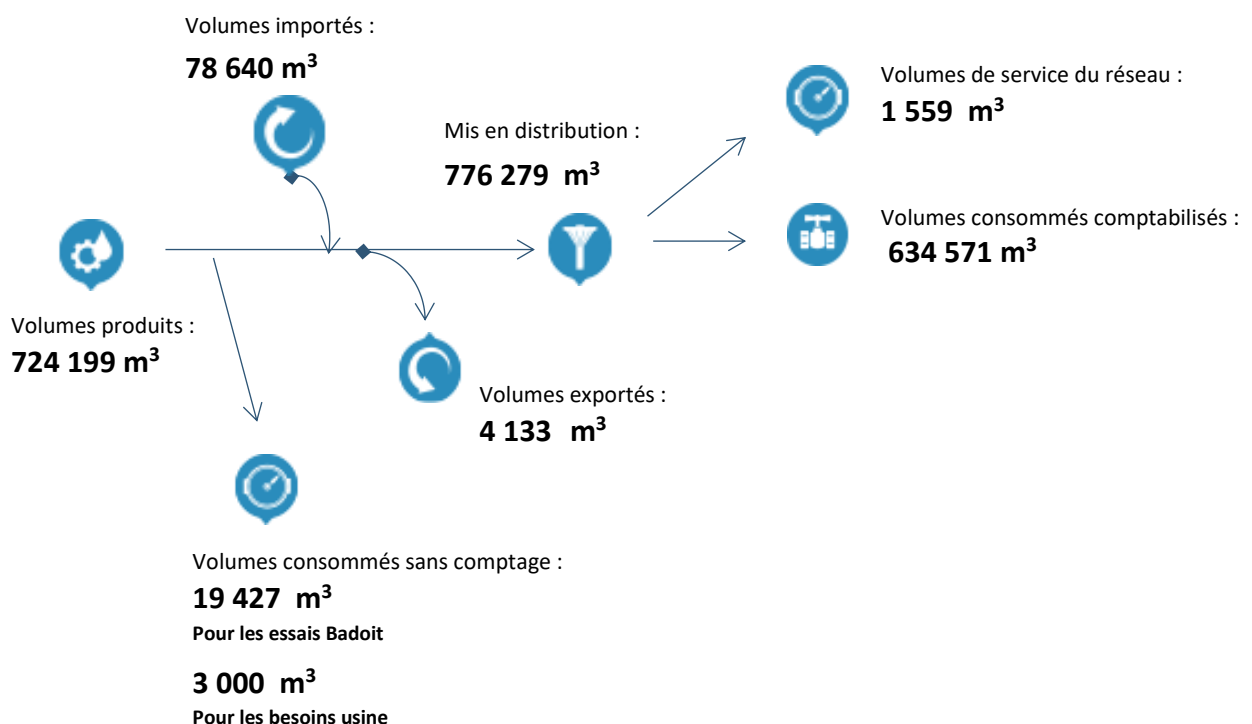 Volumes importés :
78 640 m³
Volumes de service du réseau :
1 559 m³
Mis en distribution :
776 279 m³
Volumes consommés comptabilisés :
634 571 m³
Volumes produits :
724 199 m³
Volumes exportés :
4 133 m³
Volumes consommés sans comptage :
19 427 m³
Pour les essais Badoit
3 000 m³
Pour les besoins usine